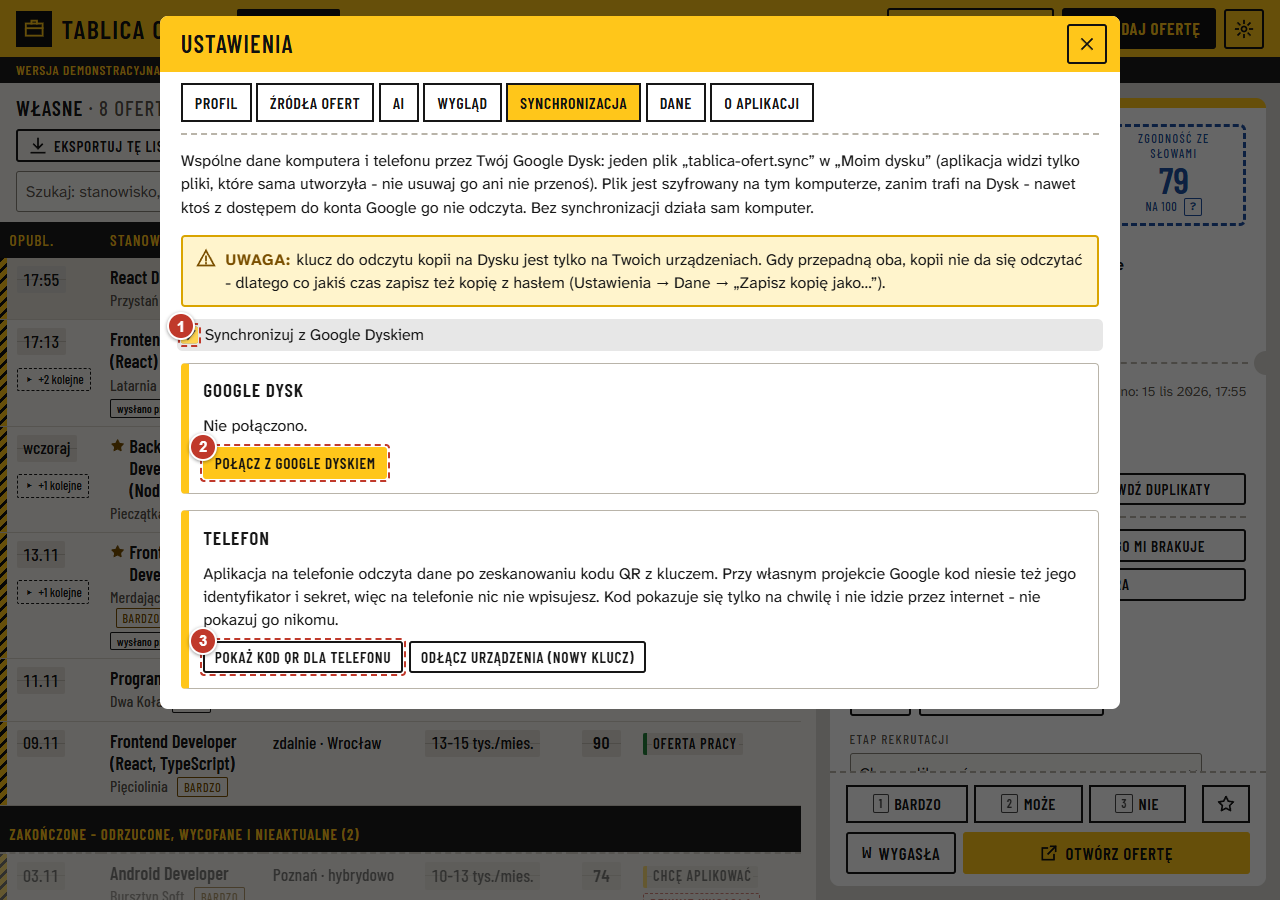 TABLICA O
DAJ OFERTĘ
WERSJA DEMONSTRACYJNA
USTAWIENIA
PROFIL
ŹRÓDŁA OFERT
AI
WYGLĄD
SYNCHRONIZACJA
DANE
O APLIKACJI
Wspólne dane komputera i telefonu przez Twój Google Dysk: jeden plik „tablica-ofert.sync” w „Moim dysku” (aplikacja widzi tylko
pliki, które sama utworzyła - nie usuwaj go ani nie przenoś). Plik jest szyfrowany na tym komputerze, zanim trafi na Dysk - nawet
ktoś z dostępem do konta Google go nie odczyta. Bez synchronizacji działa sam komputer.
UWAGA: klucz do odczytu kopii na Dysku jest tylko na Twoich urządzeniach. Gdy przepadną oba, kopii nie da się odczytać
- dlatego co jakiś czas zapisz też kopię z hasłem (Ustawienia → Dane → „Zapisz kopię jako…”).
1
Synchronizuj z Google Dyskiem
GOOGLE DYSK
Nie połączono.
2
POŁĄCZ Z GOOGLE DYSKIEM
TELEFON
Aplikacja na telefonie odczyta dane po zeskanowaniu kodu QR z kluczem. Przy własnym projekcie Google kod niesie też jego
identyfikator i sekret, więc na telefonie nic nie wpisujesz. Kod pokazuje się tylko na chwilę i nie idzie przez internet - nie
pokazuj go nikomu.
3
POKAŻ KOD QR DLA TELEFONU
ODŁĄCZ URZĄDZENIA (NOWY KLUCZ)
WŁASNE · 8 OFERT
EKSPORTUJ TĘ LIS
Szukaj: stanowisko,
OPUBL.
STANOW
17:55
React D
Przystań
17:13
Fronten
(React)
+2 kolejne
Latarnia
wysłano p
wczoraj
Back
Deve
(Nod
+1 kolejne
Pieczątka
13.11
Front
Deve
+1 kolejne
Merdając
BARDZO
wysłano p
11.11
Program
Dwa Koła
09.11
Frontend Developer
(React, TypeScript)
zdalnie · Wrocław
13-15 tys./mies.
90
OFERTA PRACY
Pięciolinia
BARDZO
ZAKOŃCZONE - ODRZUCONE, WYCOFANE I NIEAKTUALNE (2)
03.11
Android Developer
Poznań · hybrydowo
10-13 tys./mies.
74
CHCĘ APLIKOWAĆ
Bursztyn Soft
BARDZO
ZGODNOŚĆ ZE
SŁOWAMI
79
NA 100
?
no: 15 lis 2026, 17:55
WDŹ DUPLIKATY
GO MI BRAKUJE
RA
ETAP REKRUTACJI
1 BARDZO
2 MOŻE
3 NIE
W WYGASŁA
OTWÓRZ OFERTĘ